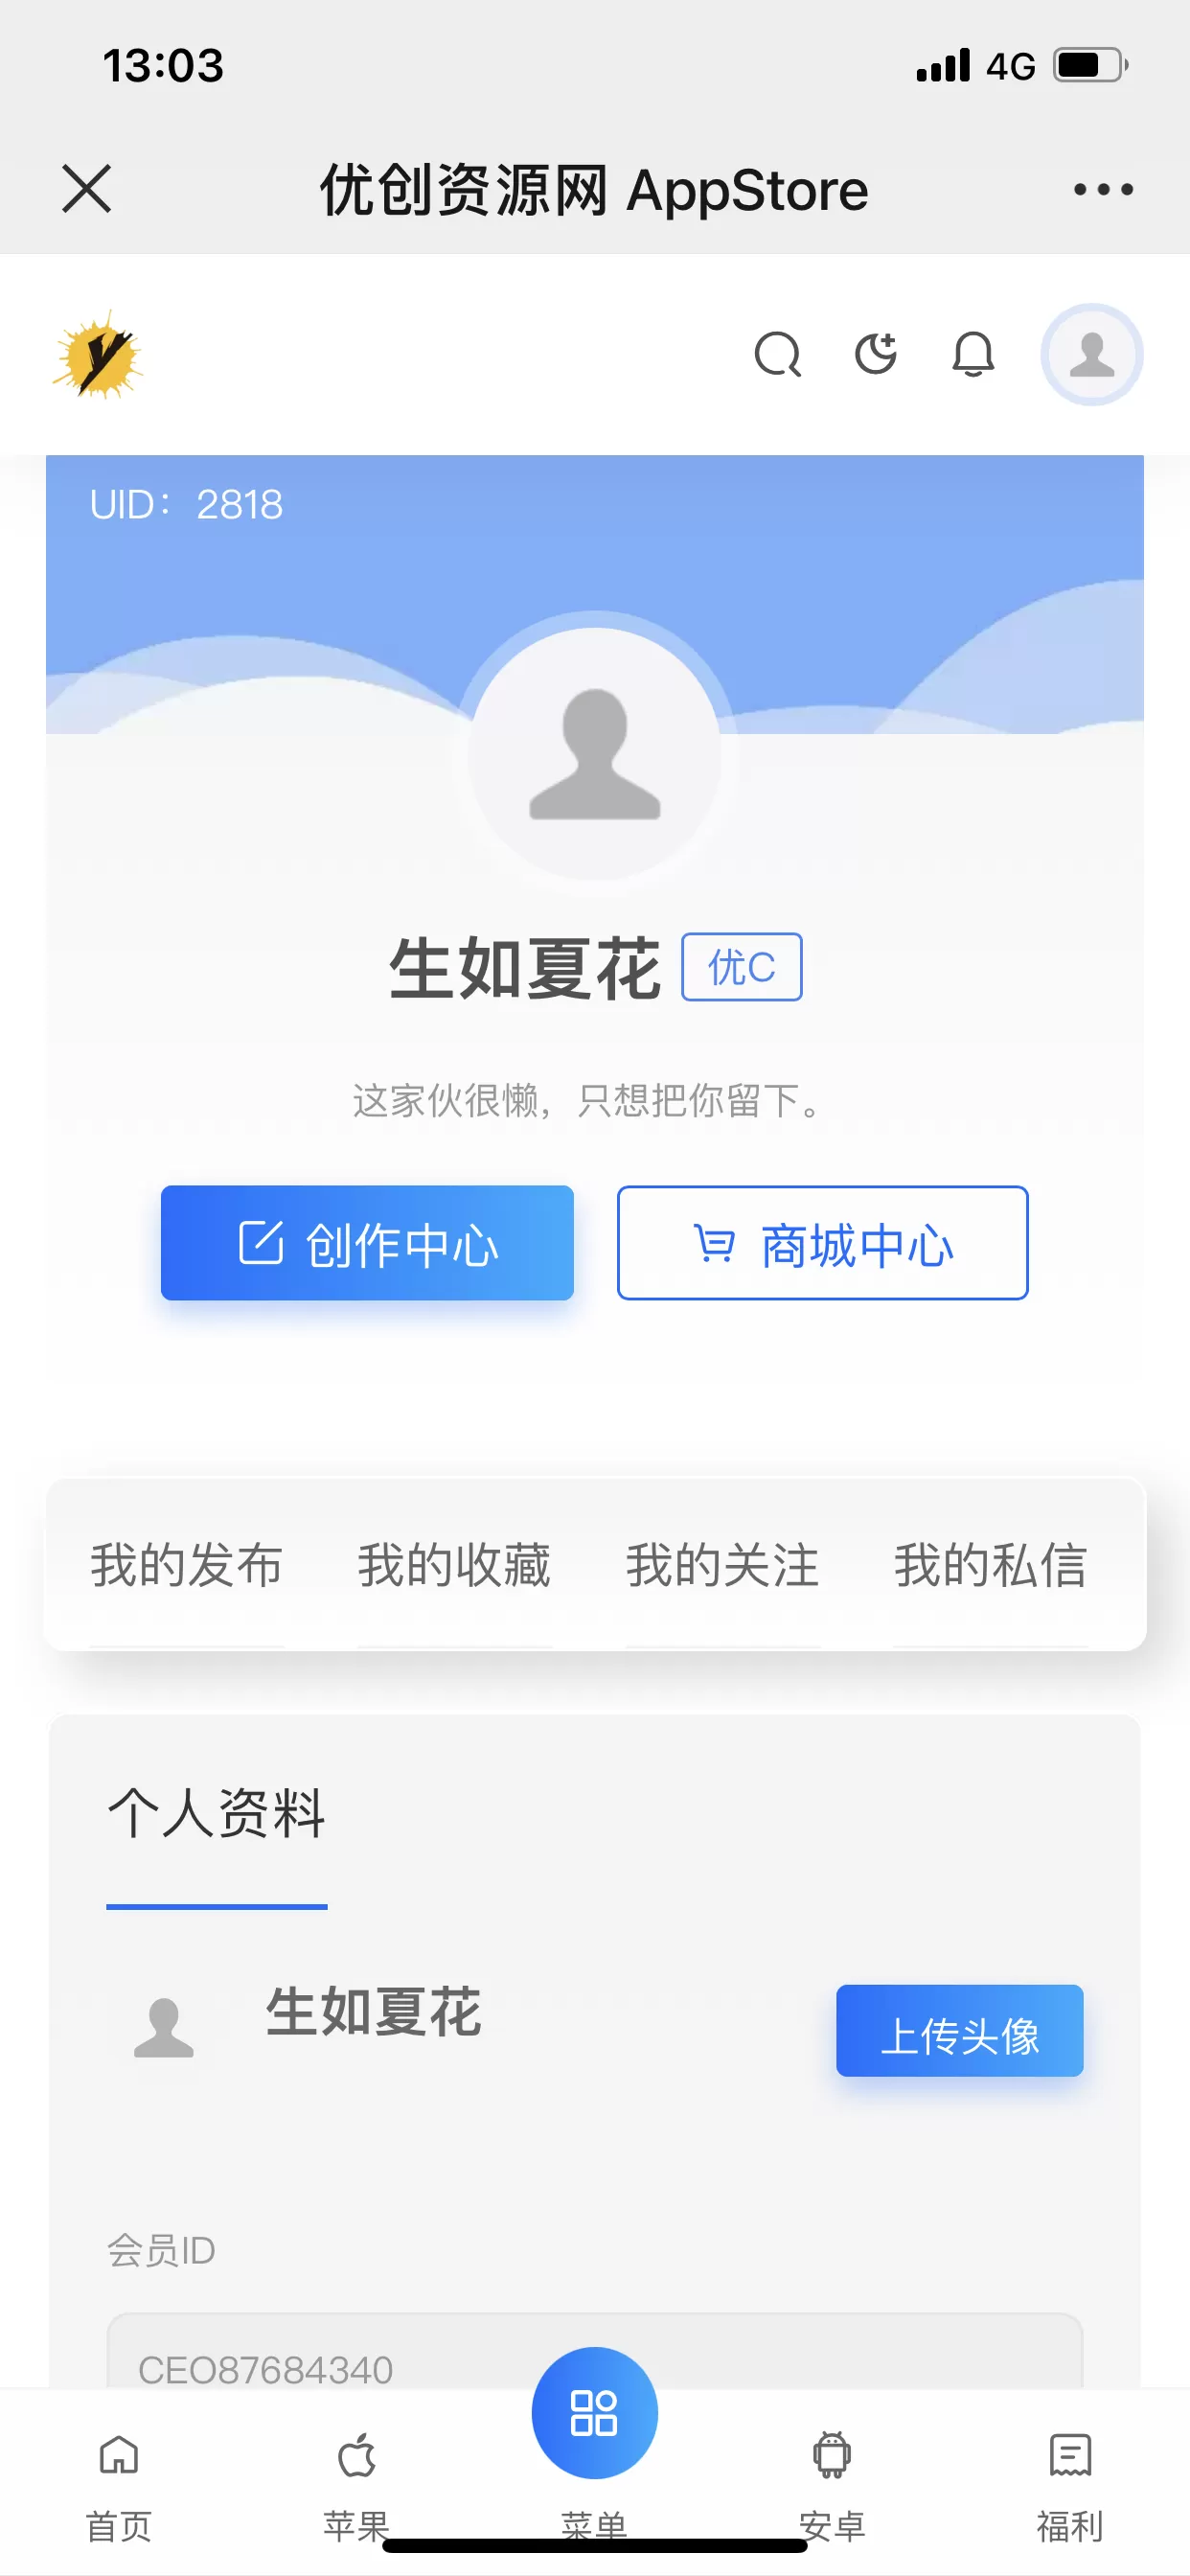 13:03
4G
优创资源网 AppStore
UID：2818
生如夏花 优C
这家伙很懒，只想把你留下。
创作中心 商城中心
我的发布 我的收藏 我的关注 我的私信
个人资料
生如夏花
上传头像
会员ID
CEO87684340
首页 苹果 菜单 安卓 福利